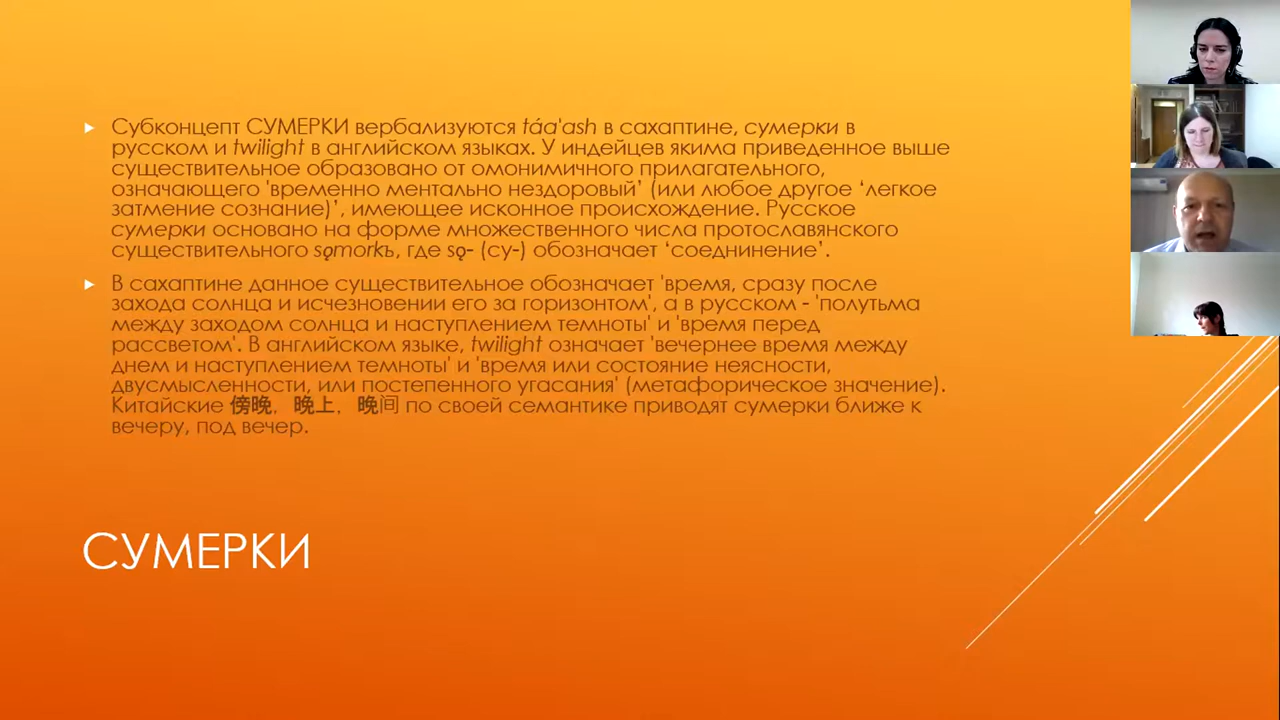 Субконцепт СУМЕРКИ вербализуются táa'ash в сахаптине, сумерки в
русском и twilight в английском языках. У индейцев якима приведенное выше
существительное образовано от омонимичного прилагательного,
означающего 'временно ментально нездоровый’ (или любое другое ‘легкое
затмение сознание)’, имеющее исконное происхождение. Русское
сумерки основано на форме множественного числа протославянского
существительного sǫmorkъ, где sǫ- (су-) обозначает ‘соеднинение’.
В сахаптине данное существительное обозначает 'время, сразу после
захода солнца и исчезновении его за горизонтом', а в русском - 'полутьма
между заходом солнца и наступлением темноты' и 'время перед
рассветом'. В английском языке, twilight означает 'вечернее время между
днем и наступлением темноты' и 'время или состояние неясности,
двусмысленности, или постепенного угасания' (метафорическое значение).
Китайские 傍晚，晚上，晚间 по своей семантике приводят сумерки ближе к
вечеру, под вечер.
СУМЕРКИ